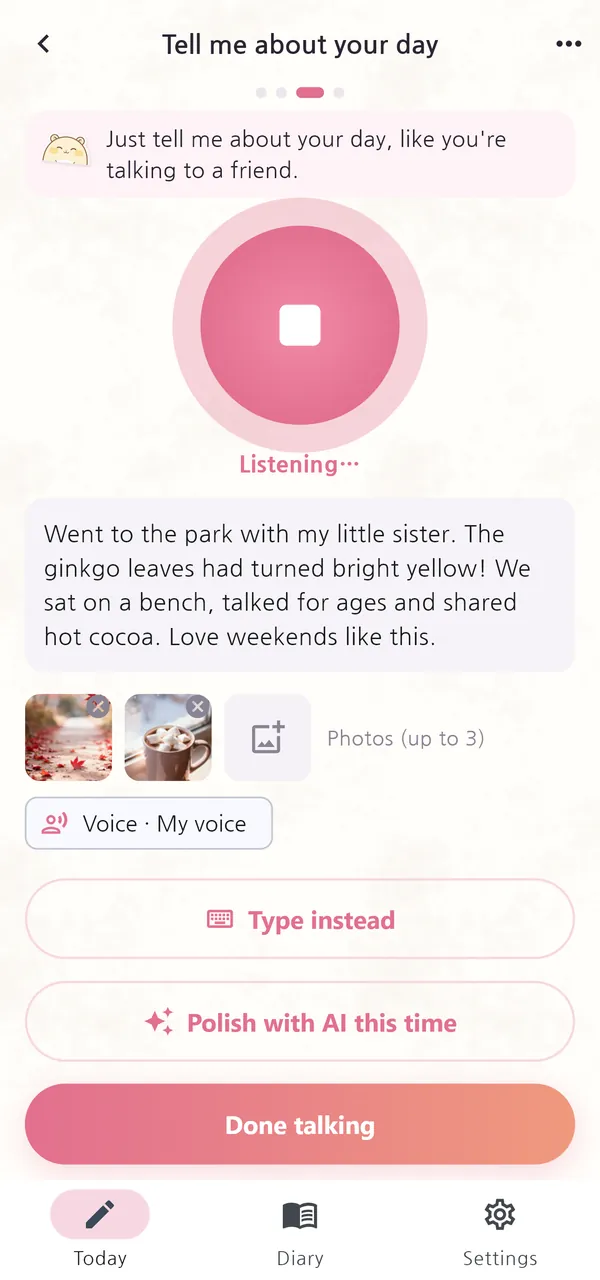 Tell me about your day
Just tell me about your day, like you're
talking to a friend.
Listening···
Went to the park with my little sister. The
ginkgo leaves had turned bright yellow! We
sat on a bench, talked for ages and shared
hot cocoa. Love weekends like this.
Photos (up to 3)
Voice · My voice
Type instead
Polish with AI this time
Done talking
Today
Diary
Settings